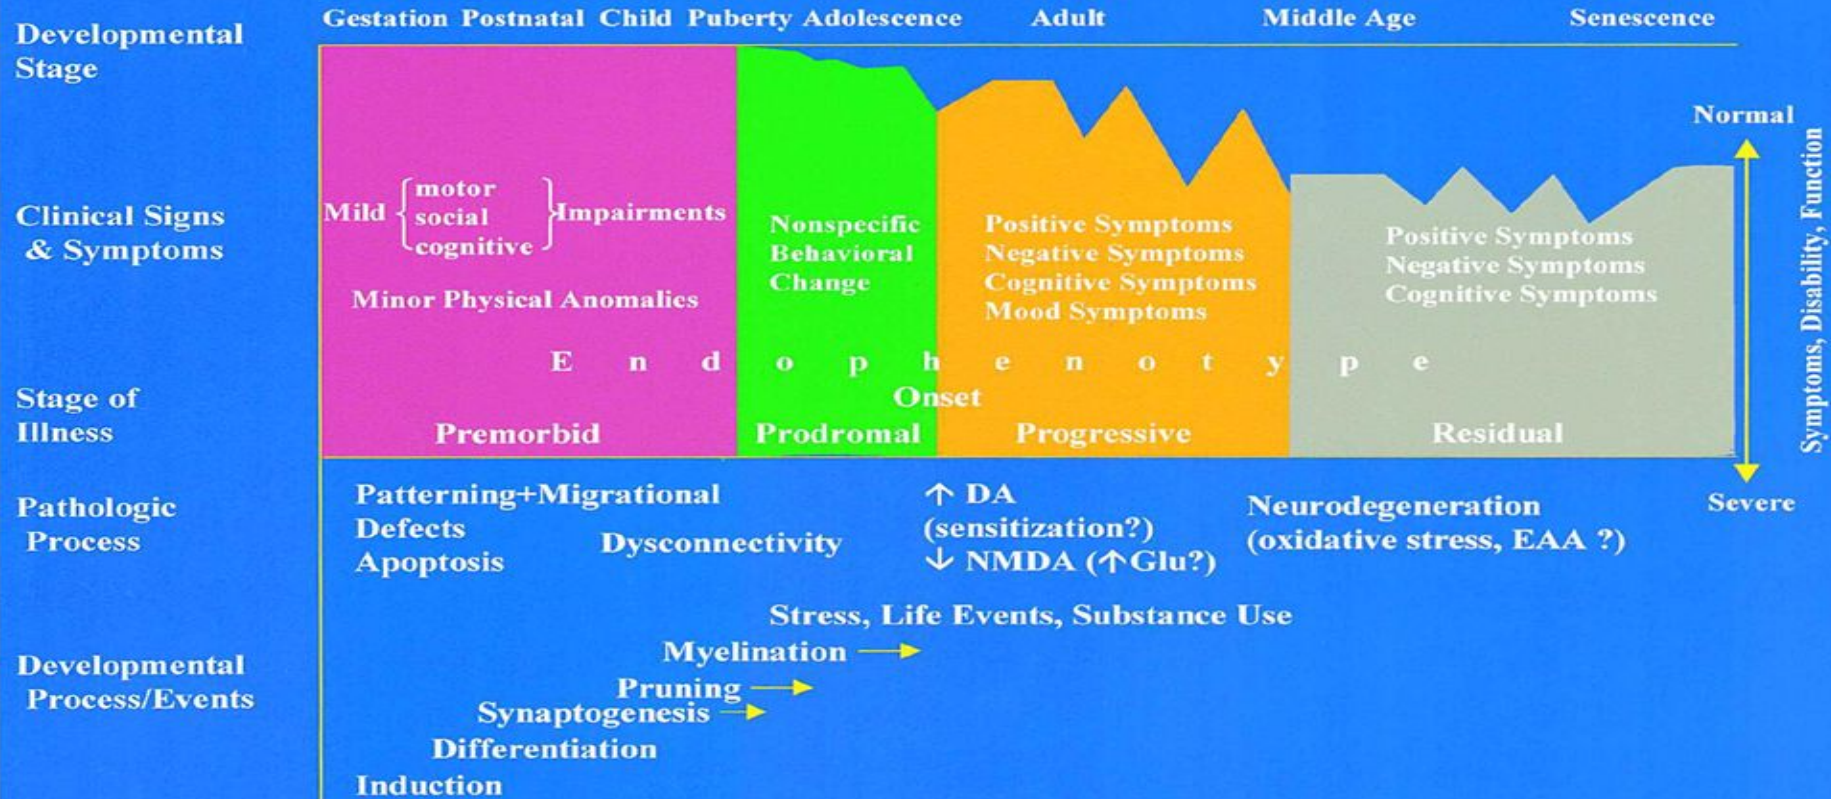 Developmental
Stage
Gestation Postnatal Child Puberty Adolescence Adult Middle Age Senescence
Normal
Symptoms, Disability, Function
Severe
Clinical Signs
& Symptoms
Mild { motor
social
cognitive } Impairments
Minor Physical Anomalies
Nonspecific
Behavioral
Change
Positive Symptoms
Negative Symptoms
Cognitive Symptoms
Mood Symptoms
Positive Symptoms
Negative Symptoms
Cognitive Symptoms
E n d o p h e n o t y p e
Stage of
Illness
Onset
Premorbid Prodromal Progressive Residual
Pathologic
Process
Patterning+Migrational
Defects
Apoptosis
Dysconnectivity
↑ DA
(sensitization?)
↓ NMDA (↑Glu?)
Neurodegeneration
(oxidative stress, EAA ?)
Developmental
Process/Events
Stress, Life Events, Substance Use
Myelination →
Pruning →
Synaptogenesis →
Differentiation
Induction